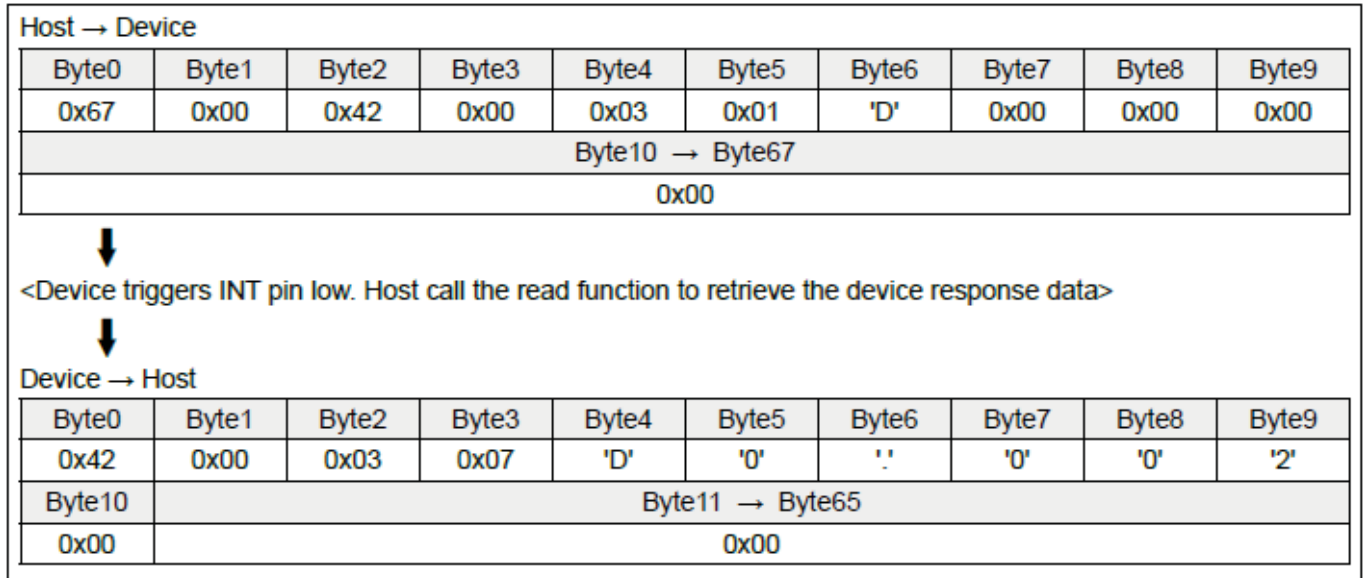 Host → Device
Byte0 Byte1 Byte2 Byte3 Byte4 Byte5 Byte6 Byte7 Byte8 Byte9
0x67 0x00 0x42 0x00 0x03 0x01 'D' 0x00 0x00 0x00
Byte10 → Byte67
0x00
<Device triggers INT pin low. Host call the read function to retrieve the device response data>
Device → Host
Byte0 Byte1 Byte2 Byte3 Byte4 Byte5 Byte6 Byte7 Byte8 Byte9
0x42 0x00 0x03 0x07 'D' '0' '.' '0' '0' '2'
Byte10 Byte11 → Byte65
0x00 0x00